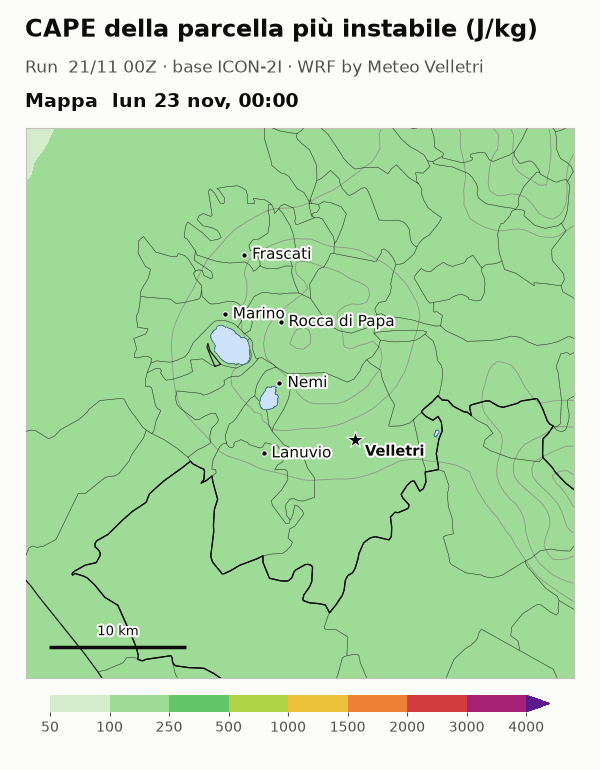 CAPE della parcella più instabile (J/kg)
Run  21/11 00Z · base ICON-2I · WRF by Meteo Velletri
Mappa  lun 23 nov, 00:00
Frascati
Marino
Rocca di Papa
Nemi
Velletri
Lanuvio
10 km
50 100 250 500 1000 1500 2000 3000 4000